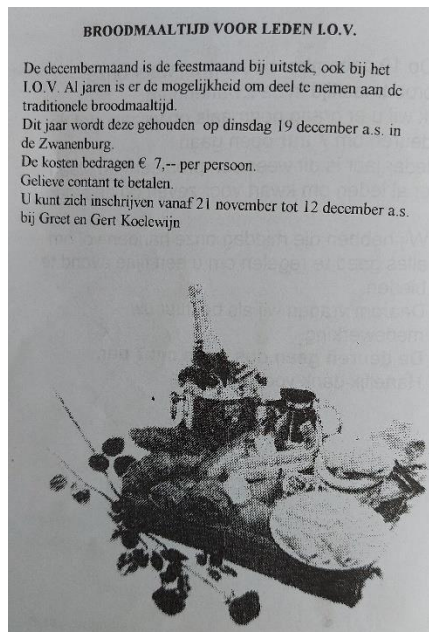 BROODMAALTIJD VOOR LEDEN I.O.V.
De decembermaand is de feestmaand bij uitstek, ook bij het
I.O.V. Al jaren is er de mogelijkheid om deel te nemen aan de
traditionele broodmaaltijd.
Dit jaar wordt deze gehouden op dinsdag 19 december a.s. in
de Zwanenburg.
De kosten bedragen € 7,-- per persoon.
Gelieve contant te betalen.
U kunt zich inschrijven vanaf 21 november tot 12 december a.s.
bij Greet en Gert Koelewijn